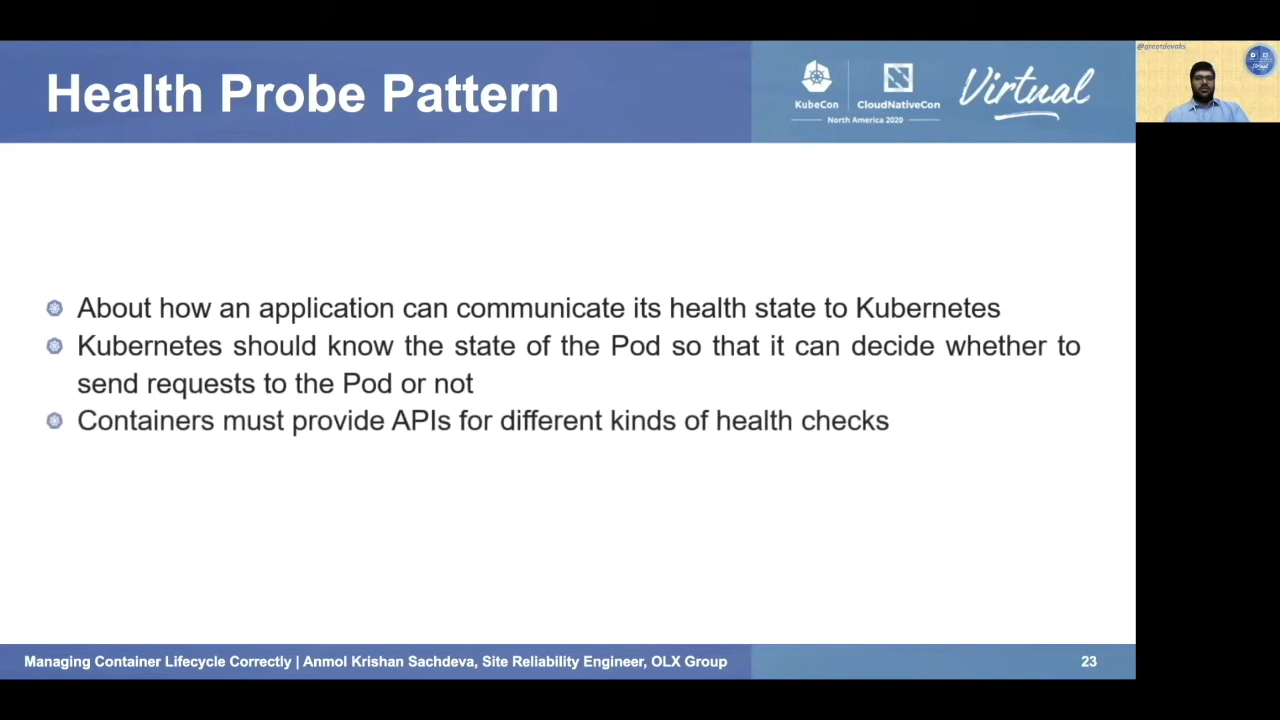 Health Probe Pattern
KubeCon
CloudNativeCon
North America 2020
Virtual
@greatdevaks
About how an application can communicate its health state to Kubernetes
Kubernetes should know the state of the Pod so that it can decide whether to
send requests to the Pod or not
Containers must provide APIs for different kinds of health checks
Managing Container Lifecycle Correctly | Anmol Krishan Sachdeva, Site Reliability Engineer, OLX Group
23